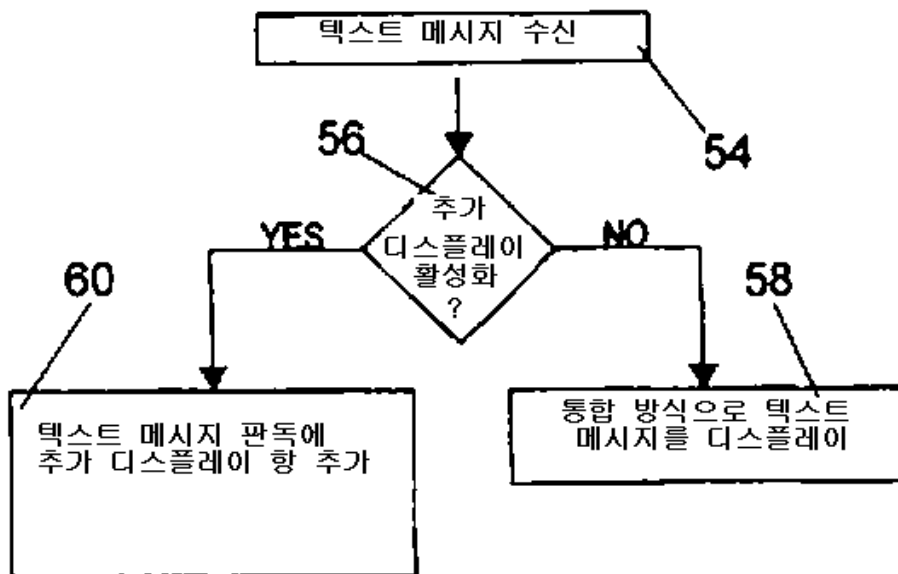 텍스트 메시지 수신
54
56
추가
디스플레이
활성화
?
YES
NO
60
58
텍스트 메시지 판독에
추가 디스플레이 항 추가
통합 방식으로 텍스트
메시지를 디스플레이